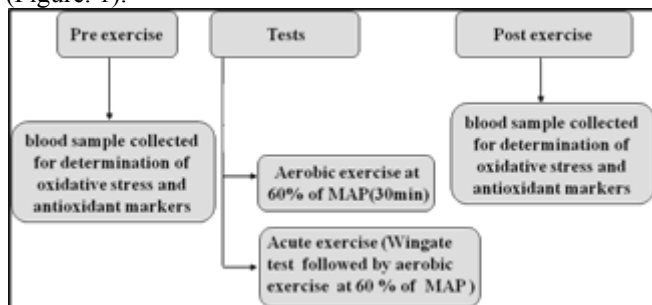 (Figure. 1).
Pre exercise
Tests
Post exercise
blood sample collected
for determination of
oxidative stress and
antioxidant markers
Aerobic exercise at
60% of MAP(30min)
Acute exercise (Wingate
test followed by aerobic
exercise at 60 % of MAP)
blood sample collected
for determination of
oxidative stress and
antioxidant markers